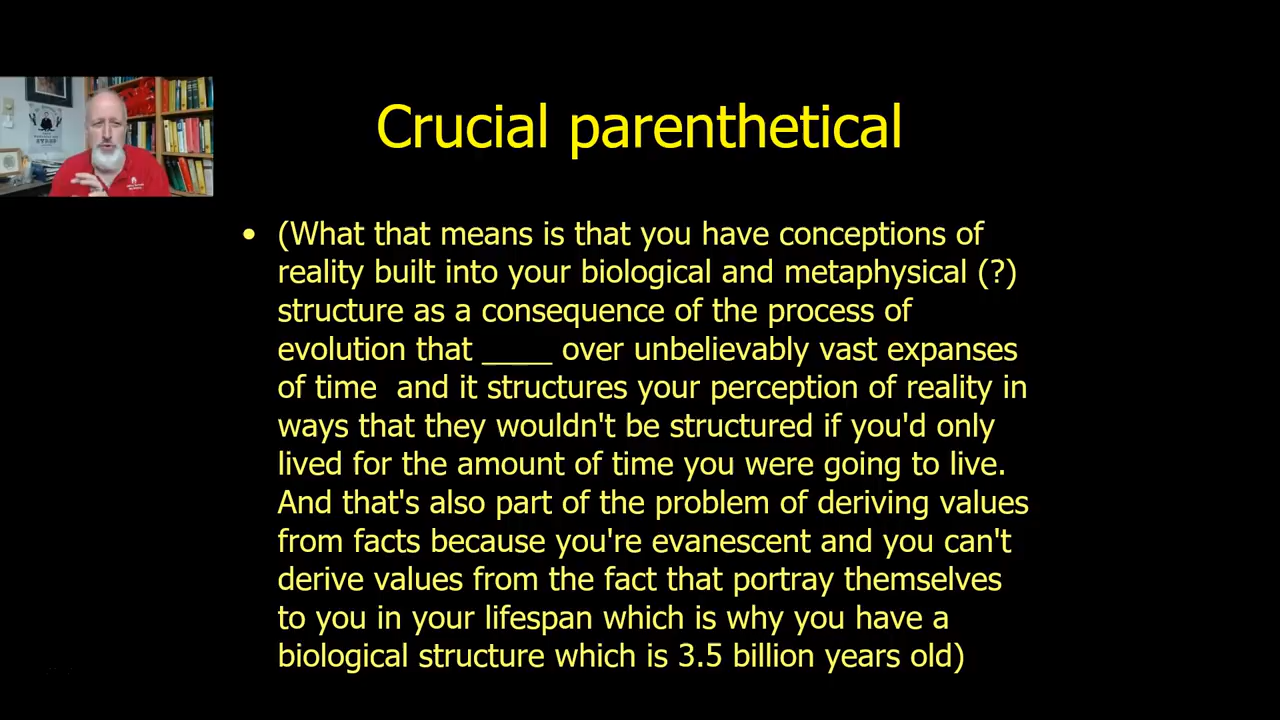 Crucial parenthetical
• (What that means is that you have conceptions of
reality built into your biological and metaphysical (?)
structure as a consequence of the process of
evolution that _____ over unbelievably vast expanses
of time  and it structures your perception of reality in
ways that they wouldn't be structured if you'd only
lived for the amount of time you were going to live.
And that's also part of the problem of deriving values
from facts because you're evanescent and you can't
derive values from the fact that portray themselves
to you in your lifespan which is why you have a
biological structure which is 3.5 billion years old)